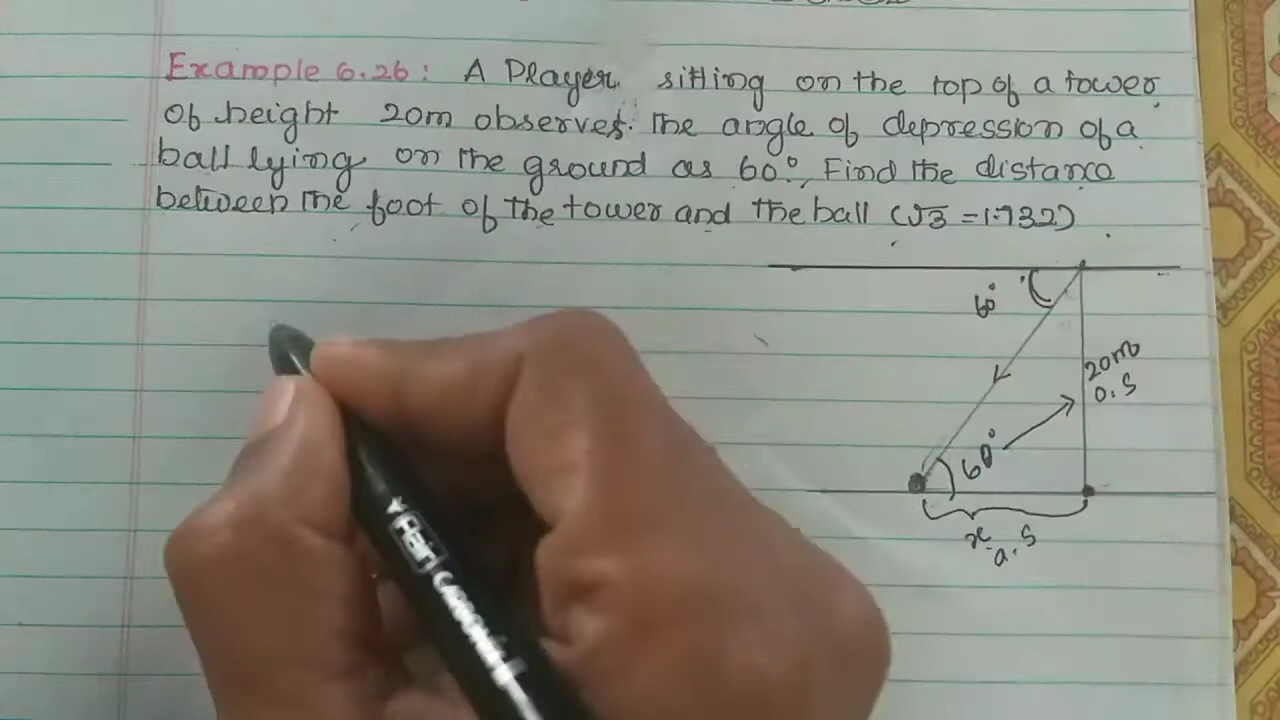 Example 6.26: A Player sitting on the top of a tower
Of height 20m observes. The angle of depression of a
ball lying on the ground as 60°, Find the distance
between the foot of the tower and the ball (√3 = 1.732)
60°
20m
O.S
60°
x
a.S
Hair